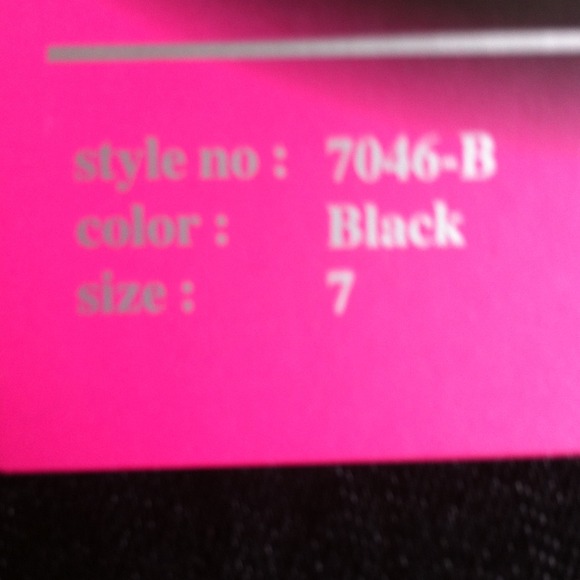 style no : 7046-B
color : Black
size : 7